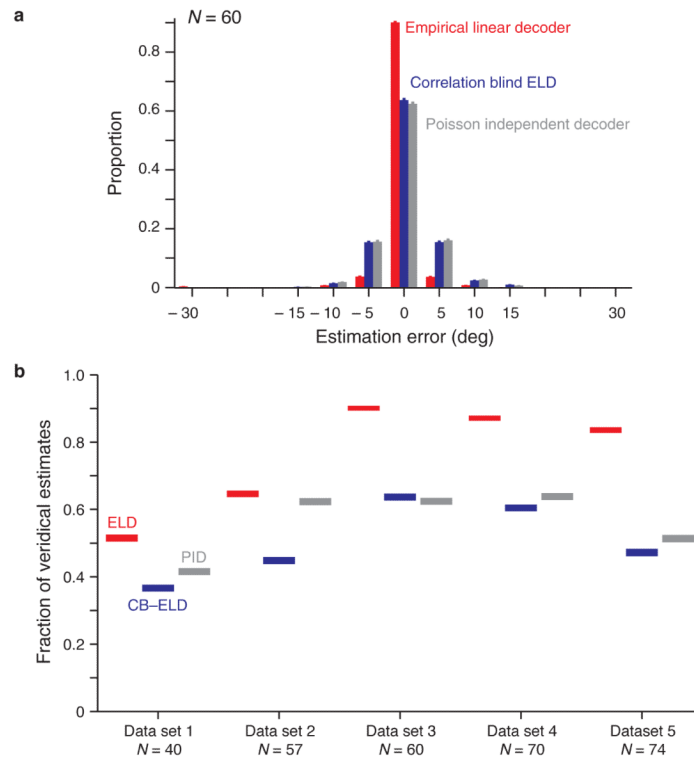 a
N = 60
Empirical linear decoder
Correlation blind ELD
Poisson independent decoder
Proportion
0.8
0.6
0.4
0.2
0
– 30
– 15
– 10
– 5
0
5
10
15
30
Estimation error (deg)
b
Fraction of veridical estimates
1.0
0.8
0.6
0.4
0.2
0
ELD
PID
CB–ELD
Data set 1
N = 40
Data set 2
N = 57
Data set 3
N = 60
Data set 4
N = 70
Dataset 5
N = 74